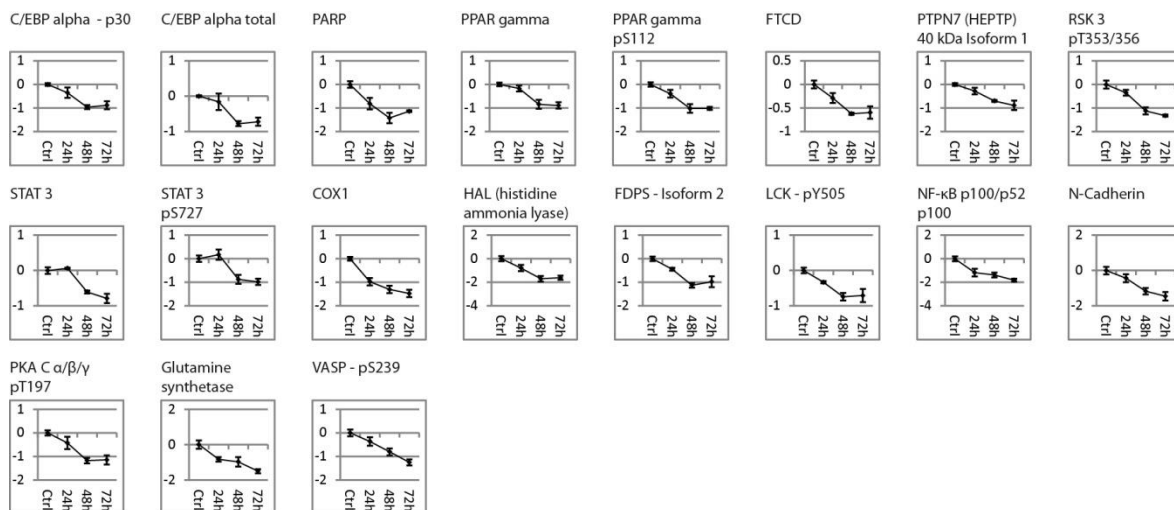 C/EBP alpha - p30
1
0
-1
-2
Ctrl
24h
48h
72h
C/EBP alpha total
1
0
-1
Ctrl
24h
48h
72h
PARP
1
0
-1
-2
Ctrl
24h
48h
72h
PPAR gamma
1
0
-1
-2
Ctrl
24h
48h
72h
PPAR gamma
pS112
1
0
-1
-2
Ctrl
24h
48h
72h
FTCD
0.5
0
-0.5
-1
Ctrl
24h
48h
72h
PTPN7 (HEPTP)
40 kDa Isoform 1
1
0
-1
-2
Ctrl
24h
48h
72h
RSK 3
pT353/356
1
0
-1
-2
Ctrl
24h
48h
72h
STAT 3
1
0
-1
Ctrl
24h
48h
72h
STAT 3
pS727
1
0
-1
-2
Ctrl
24h
48h
72h
COX1
1
0
-1
-2
Ctrl
24h
48h
72h
HAL (histidine
ammonia lyase)
2
0
-2
-4
Ctrl
24h
48h
72h
FDPS - Isoform 2
1
0
-1
-2
Ctrl
24h
48h
72h
LCK - pY505
1
0
-1
Ctrl
24h
48h
72h
NF-κB p100/p52
p100
2
0
-2
-4
Ctrl
24h
48h
72h
N-Cadherin
2
0
-2
Ctrl
24h
48h
72h
PKA C α/β/γ
pT197
1
0
-1
-2
Ctrl
24h
48h
72h
Glutamine
synthetase
2
0
-2
Ctrl
24h
48h
72h
VASP - pS239
1
0
-1
-2
Ctrl
24h
48h
72h